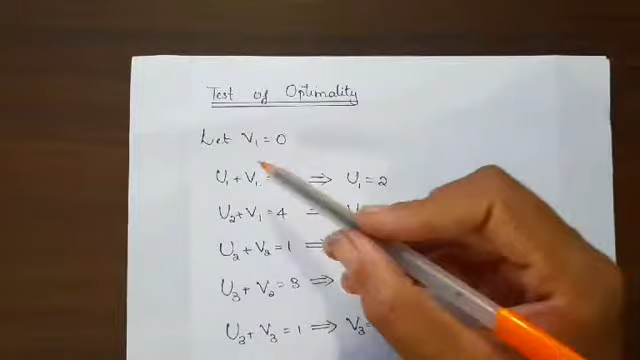 Test of Optimality
Let V₁ = 0
U₁ + V₁ = ⇒ U₁ = 2
U₂ + V₁ = 4 =
U₂ + V₂ = 1 ⇒
U₃ + V₂ = 8 ⇒
U₃ + V₃ = 1 ⇒ V₃ =